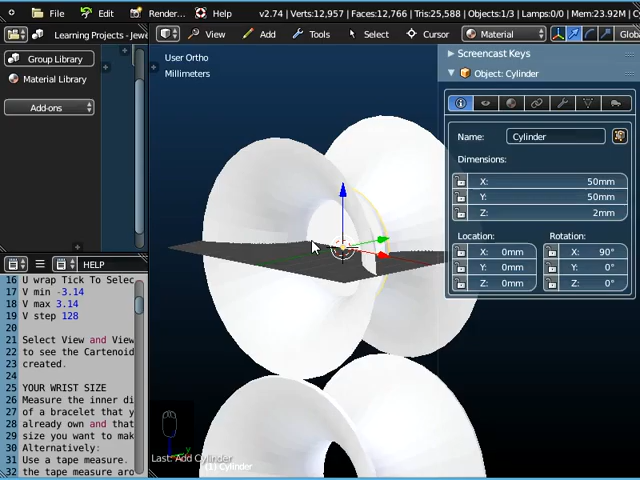 File
Render...
Help
v2.74 | Verts:12,957 | Faces:12,766 | Tris:25,588 | Objects:1/3 | Lamps:0/0 | Mem:23.92M
Learning Projects - Jewe
View
Add
Tools
Select
Cursor
Material
Globa
Group Library
Material Library
Add-ons
User Ortho
Millimeters
Screencast Keys
Object: Cylinder
Name:
Cylinder
Dimensions:
X: 50mm
Y: 50mm
Z: 2mm
Location:
Rotation:
X: 0mm
X: 90°
Y: 0mm
Y: 0°
Z: 0mm
Z: 0°
HELP
16 U wrap Tick To Selec
17 V min -3.14
18 V max 3.14
19 V step 128
20
21 Select View and View
22 to see the Cartenoid
23 created.
24
25 YOUR WRIST SIZE
26 Measure the inner di
27 of a bracelet that y
28 already own and that
29 size you want to mak
30 Alternatively:
31 Use a tape measure.
32 the tape measure aro
Last: Add Cylinder
(1) Cylinder